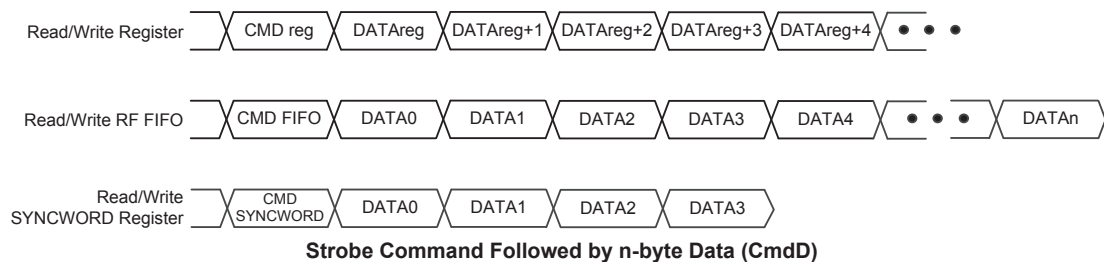 Read/Write Register CMD reg DATAreg DATAreg+1 DATAreg+2 DATAreg+3 DATAreg+4 • • •
Read/Write RF FIFO CMD FIFO DATA0 DATA1 DATA2 DATA3 DATA4 • • • DATAn
Read/Write
SYNCWORD Register
CMD
SYNCWORD
DATA0 DATA1 DATA2 DATA3
Strobe Command Followed by n-byte Data (CmdD)